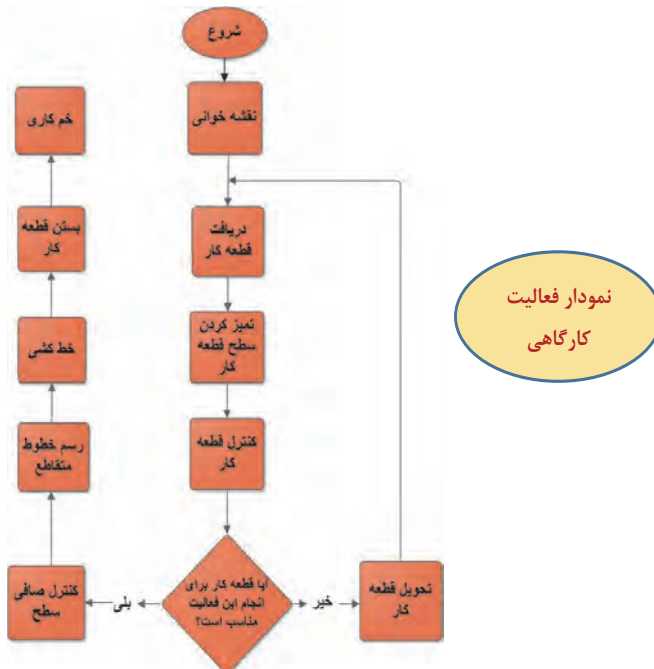 شروع
نقشه خوانی
دریافت
قطعه کار
تمیز کردن
سطح قطعه
کار
کنترل قطعه
کار
آیا قطعه کار برای
انجام این فعالیت
مناسب است؟
خیر
تحویل قطعه
کار
بلی
کنترل صافی
سطح
رسم خطوط
متقاطع
خط کشی
بستن قطعه
کار
خم کاری
نمودار فعالیت
کارگاهی